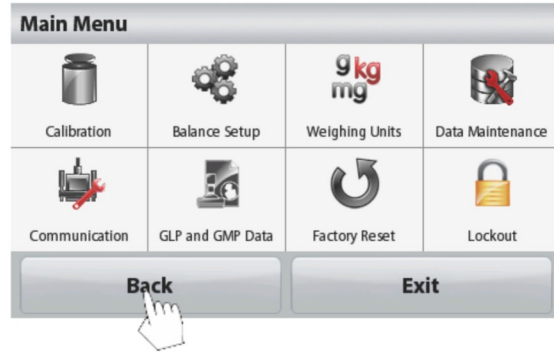 Main Menu
g kg
mg
Calibration
Balance Setup
Weighing Units
Data Maintenance
Communication
GLP and GMP Data
Factory Reset
Lockout
Back
Exit